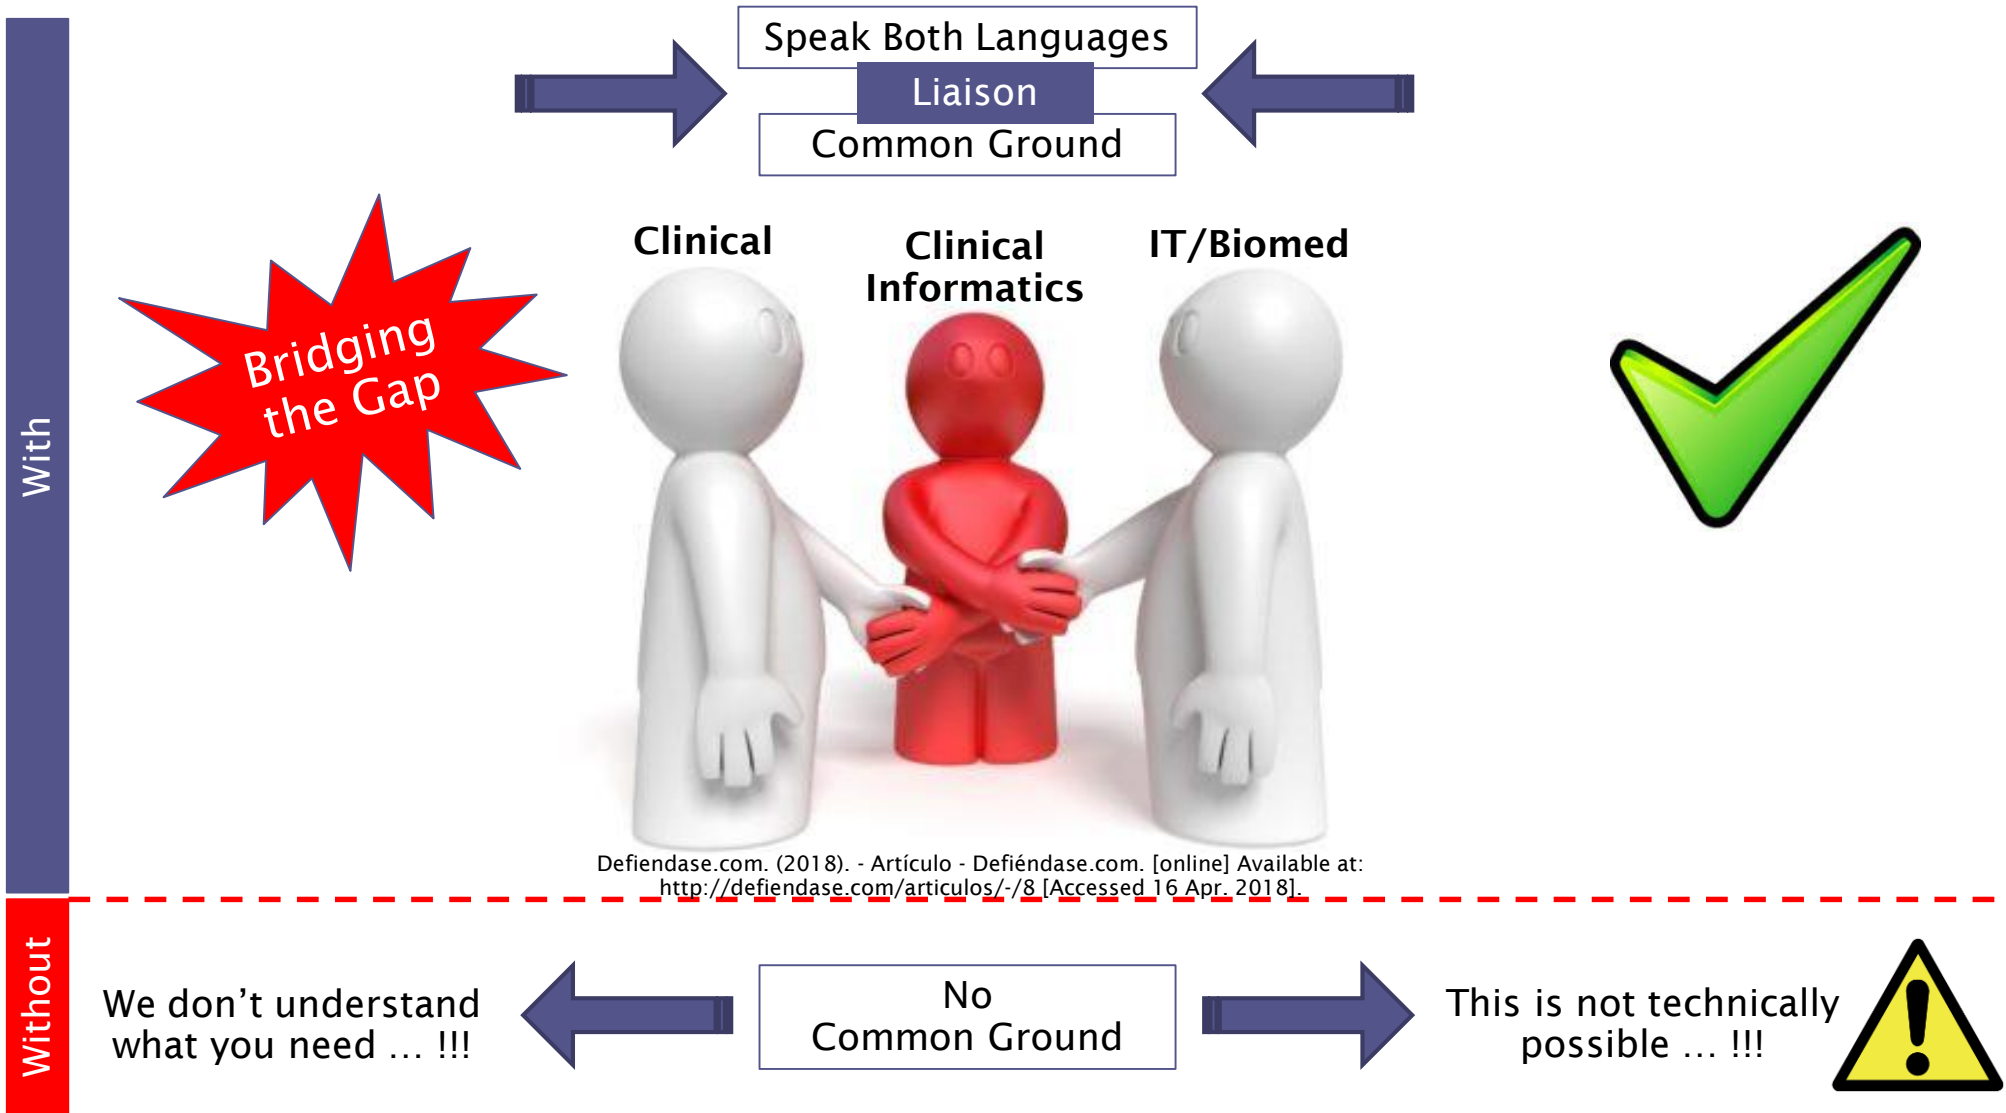 Speak Both Languages
Liaison
Common Ground
With
Bridging
the Gap
Clinical
Clinical
Informatics
IT/Biomed
Defiendase.com. (2018). - Artículo - Defiéndase.com. [online] Available at:
http://defiendase.com/articulos/-/8 [Accessed 16 Apr. 2018].
Without
We don’t understand
what you need … !!!
No
Common Ground
This is not technically
possible … !!!